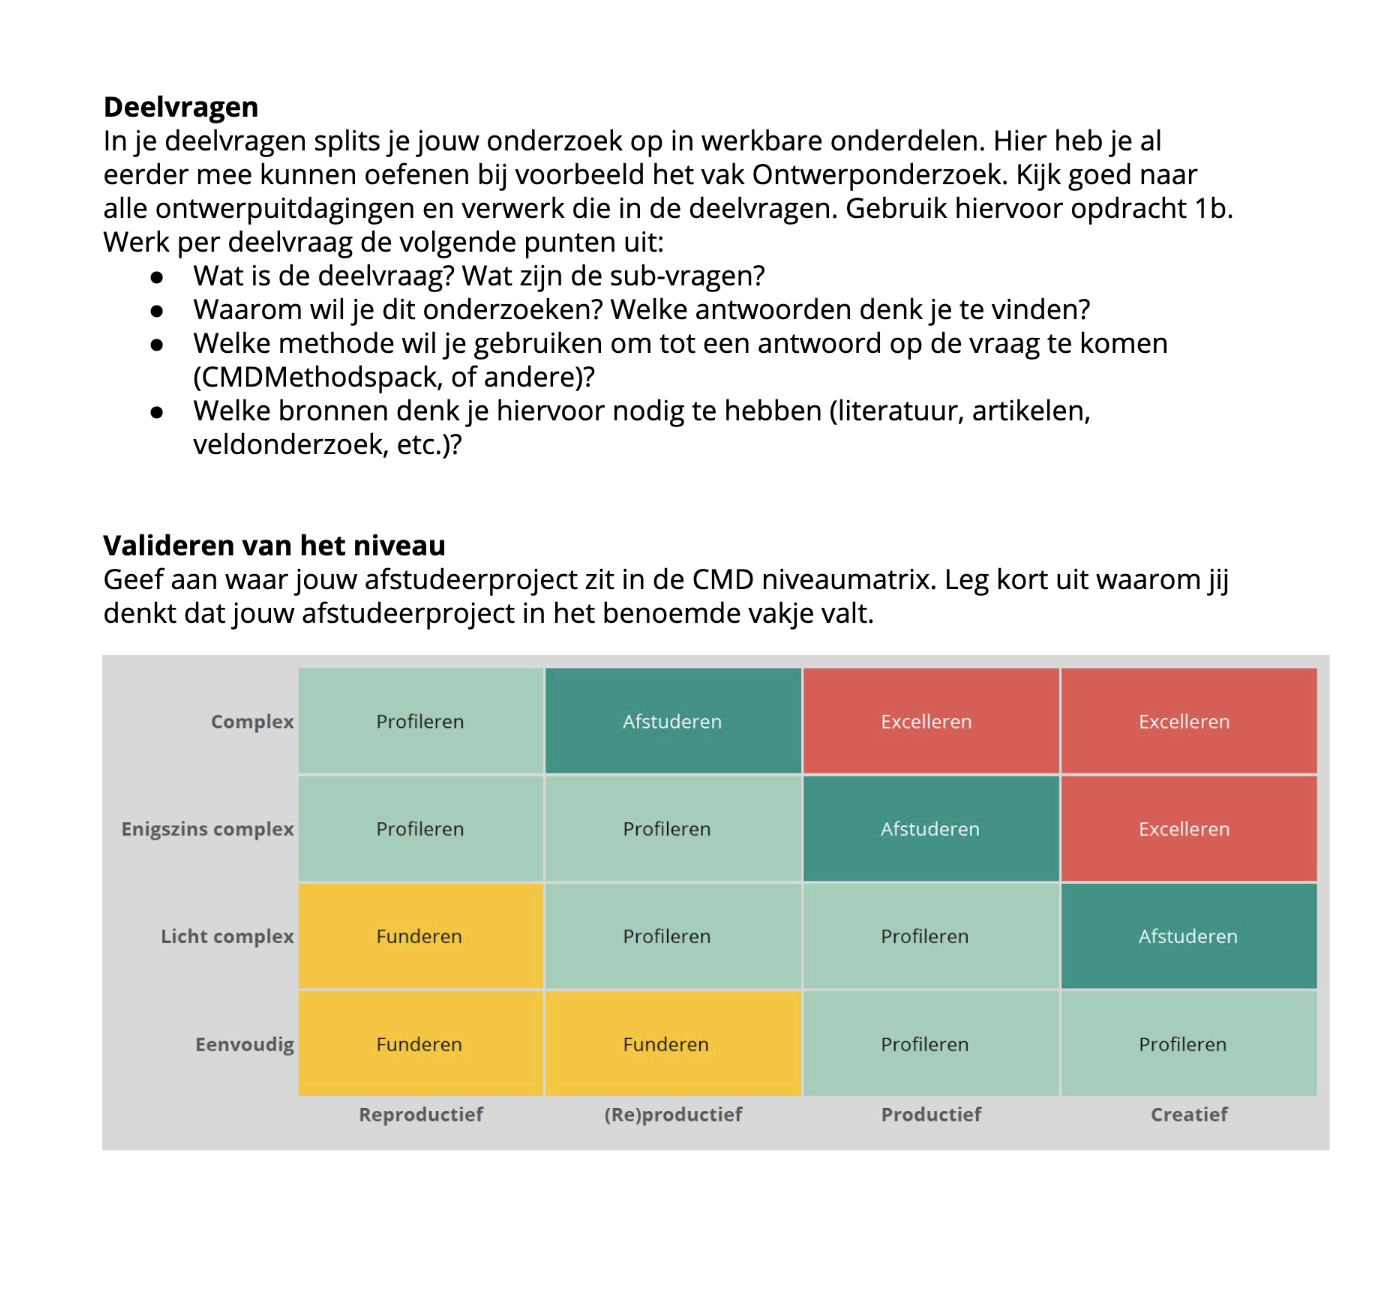 Deelvragen
In je deelvragen splits je jouw onderzoek op in werkbare onderdelen. Hier heb je al
eerder mee kunnen oefenen bij voorbeeld het vak Ontwerponderzoek. Kijk goed naar
alle ontwerpuitdagingen en verwerk die in de deelvragen. Gebruik hiervoor opdracht 1b.
Werk per deelvraag de volgende punten uit:
● Wat is de deelvraag? Wat zijn de sub-vragen?
● Waarom wil je dit onderzoeken? Welke antwoorden denk je te vinden?
● Welke methode wil je gebruiken om tot een antwoord op de vraag te komen
(CMDMethodspack, of andere)?
● Welke bronnen denk je hiervoor nodig te hebben (literatuur, artikelen,
veldonderzoek, etc.)?
Valideren van het niveau
Geef aan waar jouw afstudeerproject zit in de CMD niveaumatrix. Leg kort uit waarom jij
denkt dat jouw afstudeerproject in het benoemde vakje valt.
Complex Profileren Afstuderen Excelleren Excelleren
Enigszins complex Profileren Profileren Afstuderen Excelleren
Licht complex Funderen Profileren Profileren Afstuderen
Eenvoudig Funderen Funderen Profileren Profileren
Reproductief (Re)productief Productief Creatief